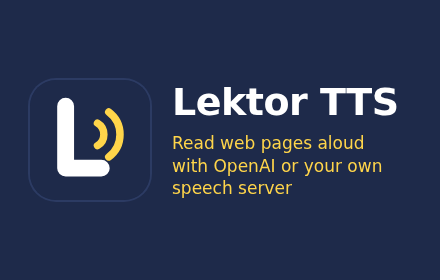 Lektor TTS
Read web pages aloud
with OpenAI or your own
speech server